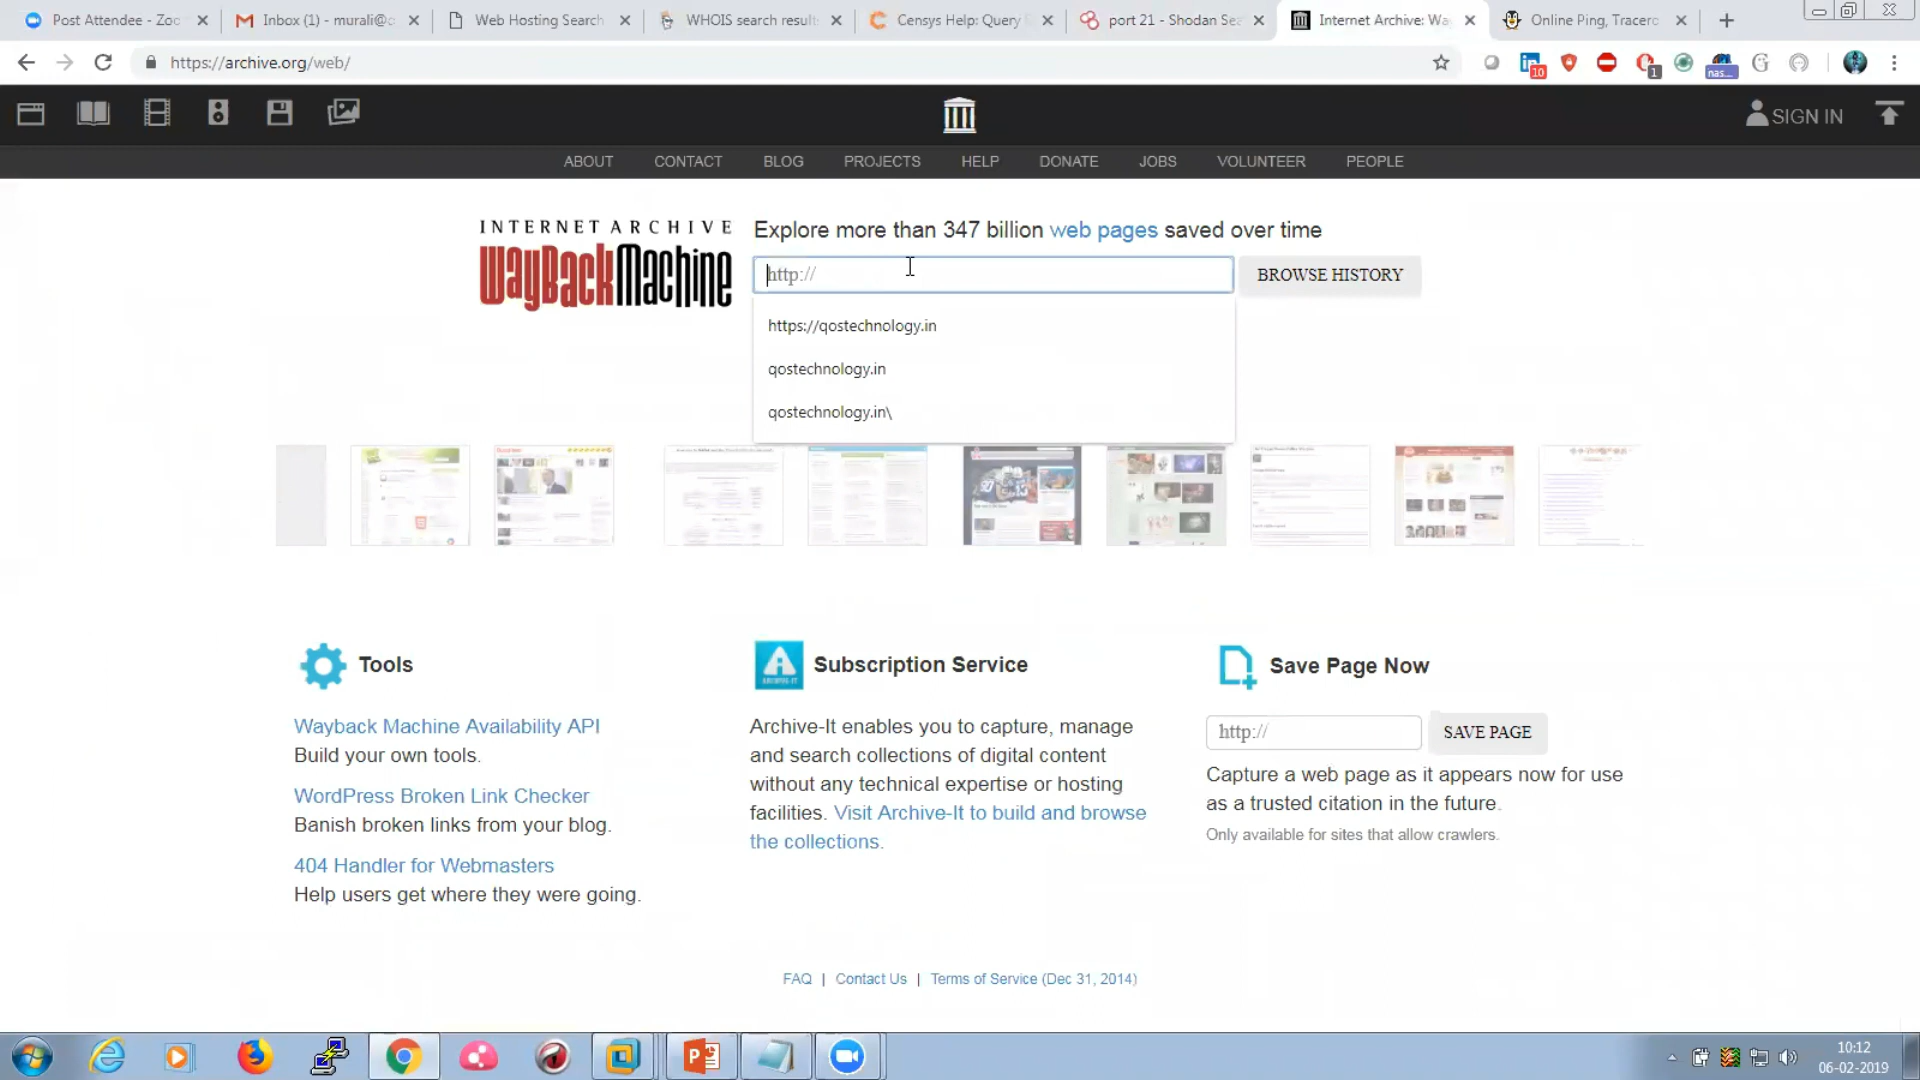 Post Attendee - Zoo
Inbox (1) - murali@
Web Hosting Search
WHOIS search result
Censys Help: Query
port 21 - Shodan Se
Internet Archive: Wa
Online Ping, Tracero
https://archive.org/web/
10
1
nas...
SIGN IN
ABOUT
CONTACT
BLOG
PROJECTS
HELP
DONATE
JOBS
VOLUNTEER
PEOPLE
INTERNET ARCHIVE
WayBackMachine
Explore more than 347 billion web pages saved over time
http://
BROWSE HISTORY
https://qostechnology.in
qostechnology.in
qostechnology.in\
Tools
Wayback Machine Availability API
Build your own tools.
WordPress Broken Link Checker
Banish broken links from your blog.
404 Handler for Webmasters
Help users get where they were going.
ARCHIVE-IT
Subscription Service
Archive-It enables you to capture, manage
and search collections of digital content
without any technical expertise or hosting
facilities. Visit Archive-It to build and browse
the collections.
Save Page Now
http://
SAVE PAGE
Capture a web page as it appears now for use
as a trusted citation in the future.
Only available for sites that allow crawlers.
FAQ | Contact Us | Terms of Service (Dec 31, 2014)
10:12
06-02-2019